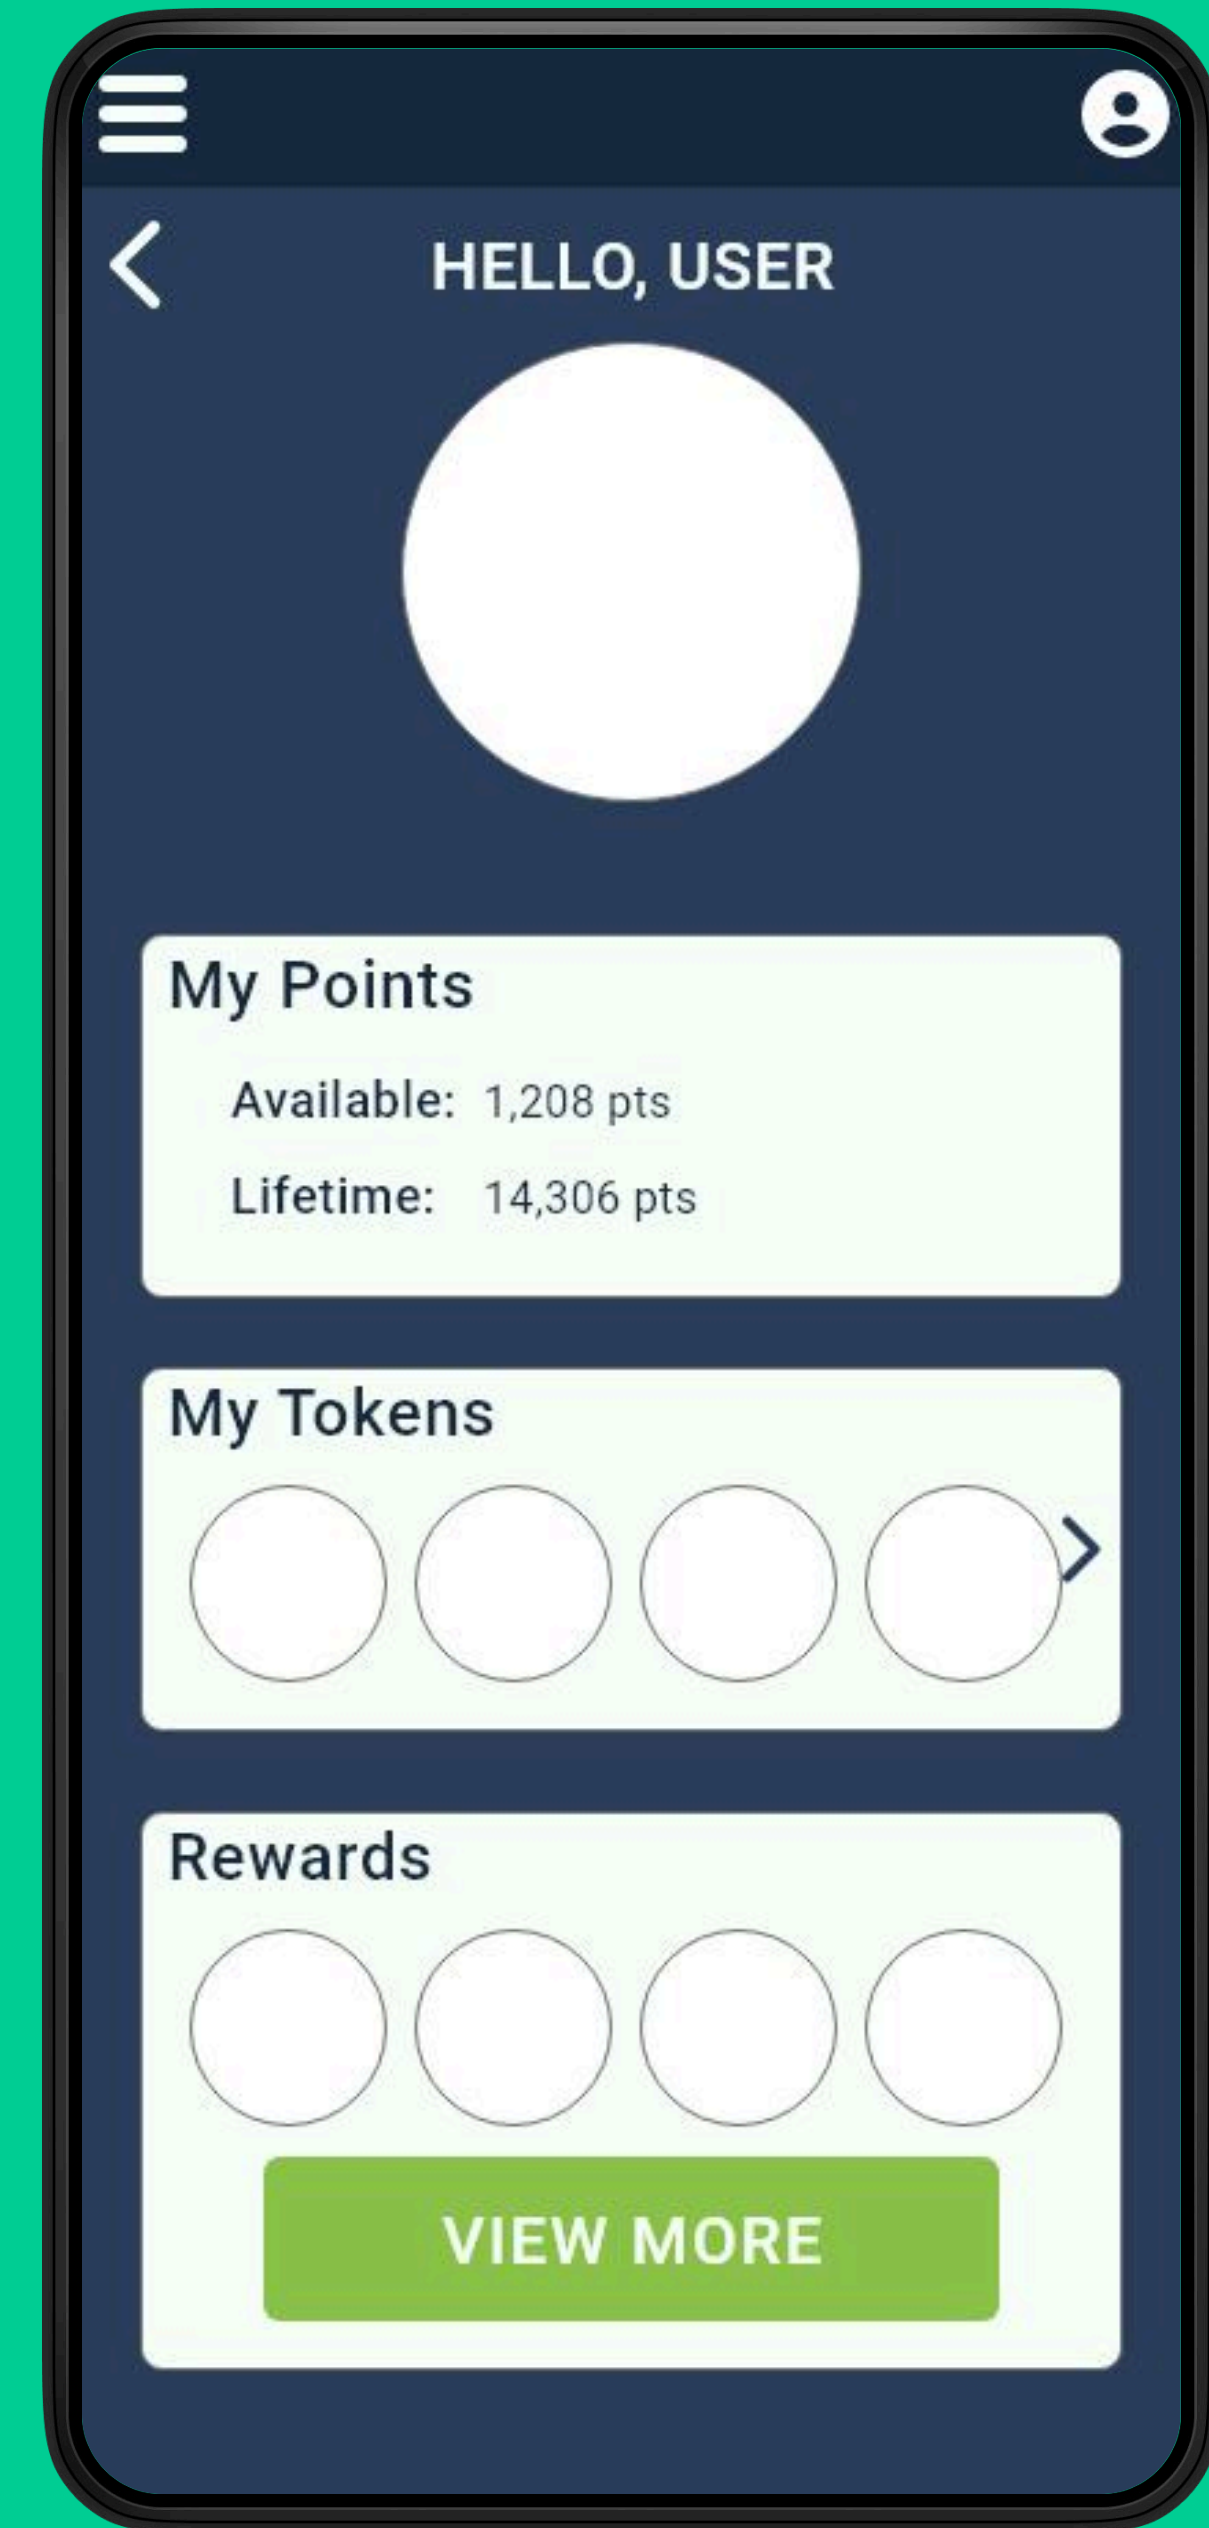 HELLO, USER
My Points
Available: 1,208 pts
Lifetime: 14,306 pts
My Tokens
Rewards
VIEW MORE